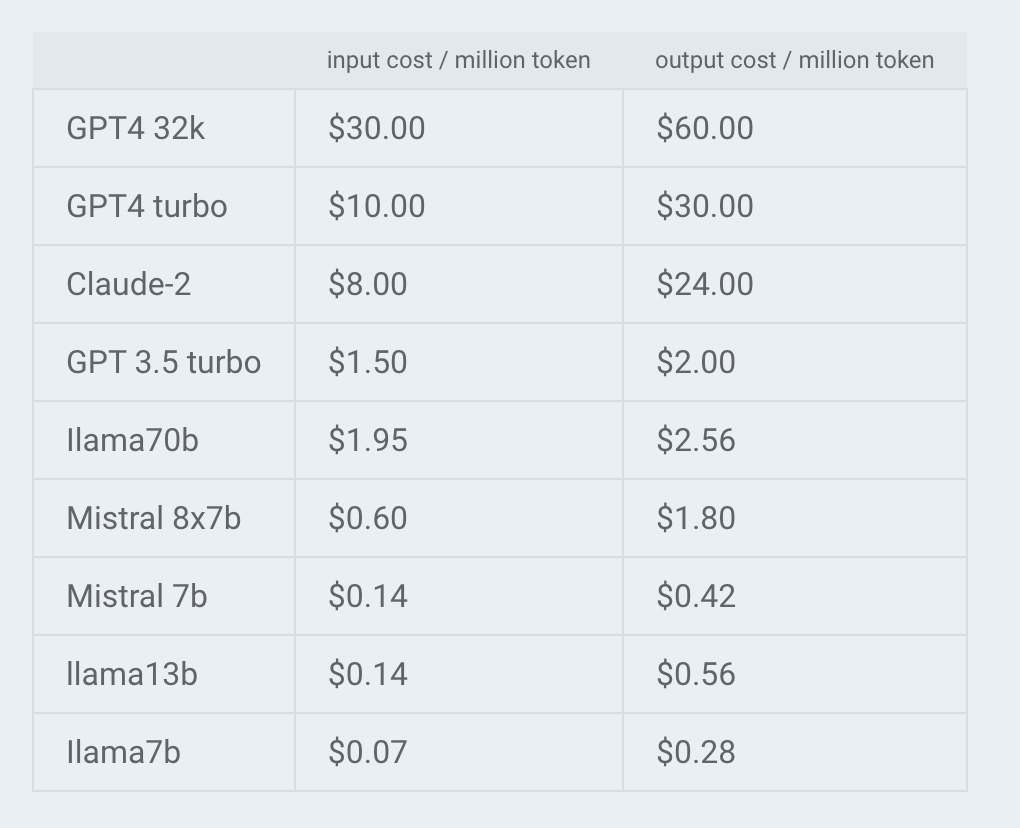 input cost / million token output cost / million token
GPT4 32k $30.00 $60.00
GPT4 turbo $10.00 $30.00
Claude-2 $8.00 $24.00
GPT 3.5 turbo $1.50 $2.00
llama70b $1.95 $2.56
Mistral 8x7b $0.60 $1.80
Mistral 7b $0.14 $0.42
llama13b $0.14 $0.56
llama7b $0.07 $0.28